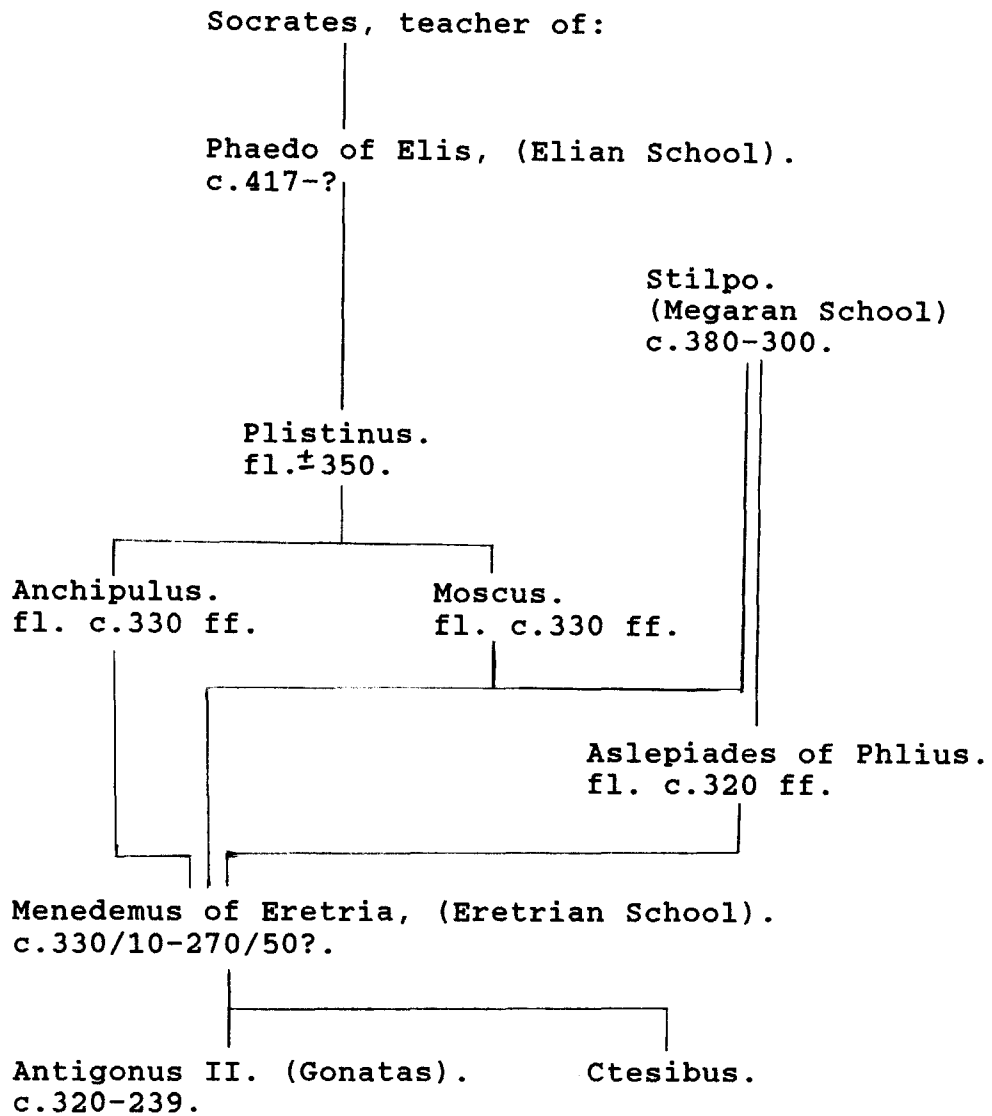 Socrates, teacher of:
Phaedo of Elis, (Elian School).
c.417-?
Stilpo.
(Megaran School)
c.380-300.
Plistinus.
fl.±350.
Anchipulus.
fl. c.330 ff.
Moscus.
fl. c.330 ff.
Aslepiades of Phlius.
fl. c.320 ff.
Menedemus of Eretria, (Eretrian School).
c.330/10-270/50?.
Antigonus II. (Gonatas).
c.320-239.
Ctesibus.